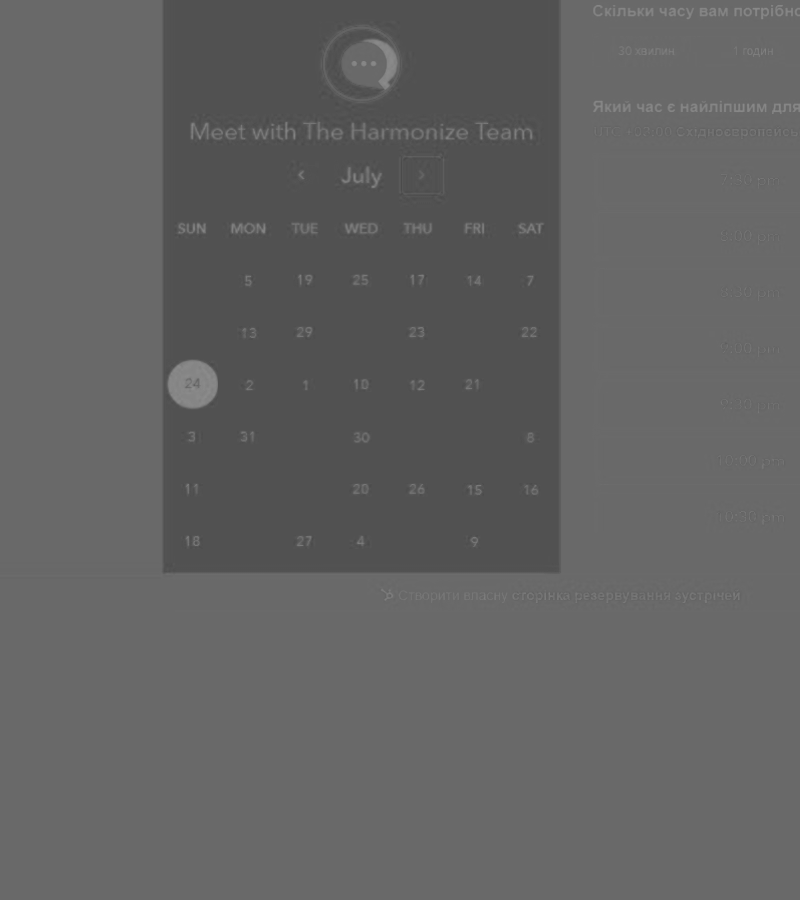 Скільки часу вам потрібно
30 хвилин 1 годин
Meet with The Harmonize Team
Який час є найліпшим для
UTC +02:00 Східноєвропейсь
July
7:30 pm
SUN MON TUE WED THU FRI SAT
8:00 pm
5 19 25 17 14 7
8:30 pm
13 29 23 22
9:00 pm
24 2 1 10 12 21
9:30 pm
3 31 30 8
10:00 pm
11 20 26 15 16
10:30 pm
18 27 4 9
Створити власну сторінка резервування зустрічей